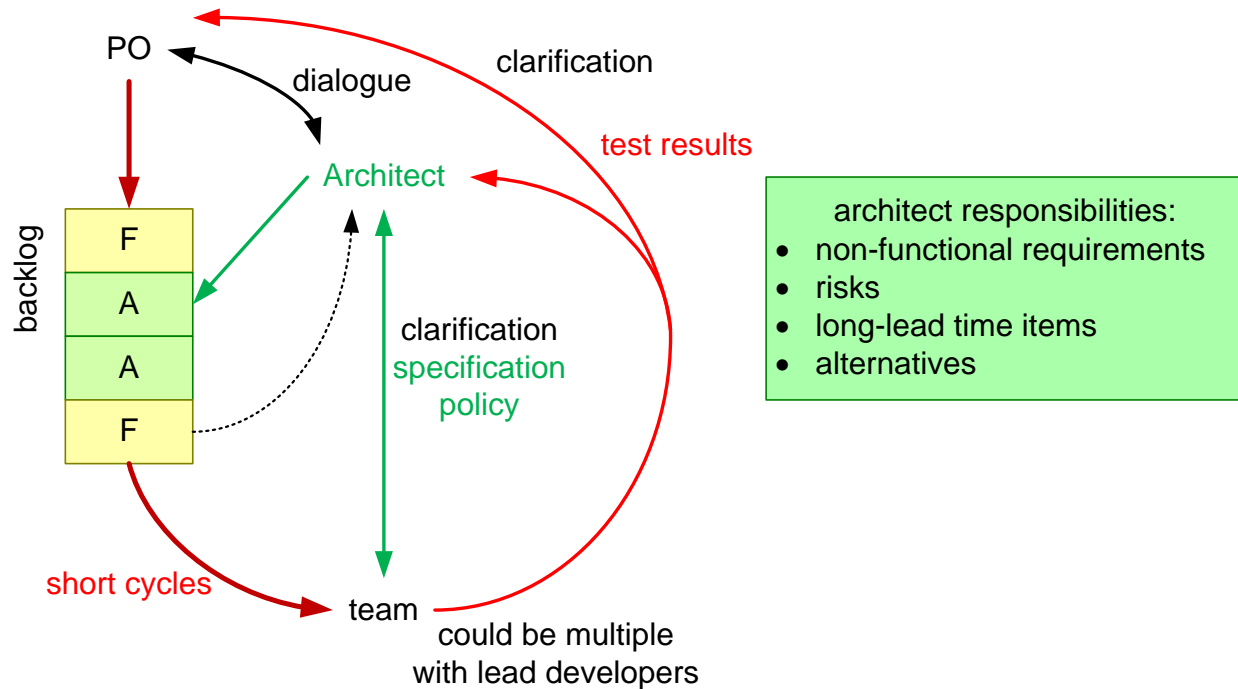 PO
dialogue
clarification
test results
Architect
backlog
F
A
A
F
clarification
specification
policy
short cycles
team
could be multiple
with lead developers
architect responsibilities:
• non-functional requirements
• risks
• long-lead time items
• alternatives